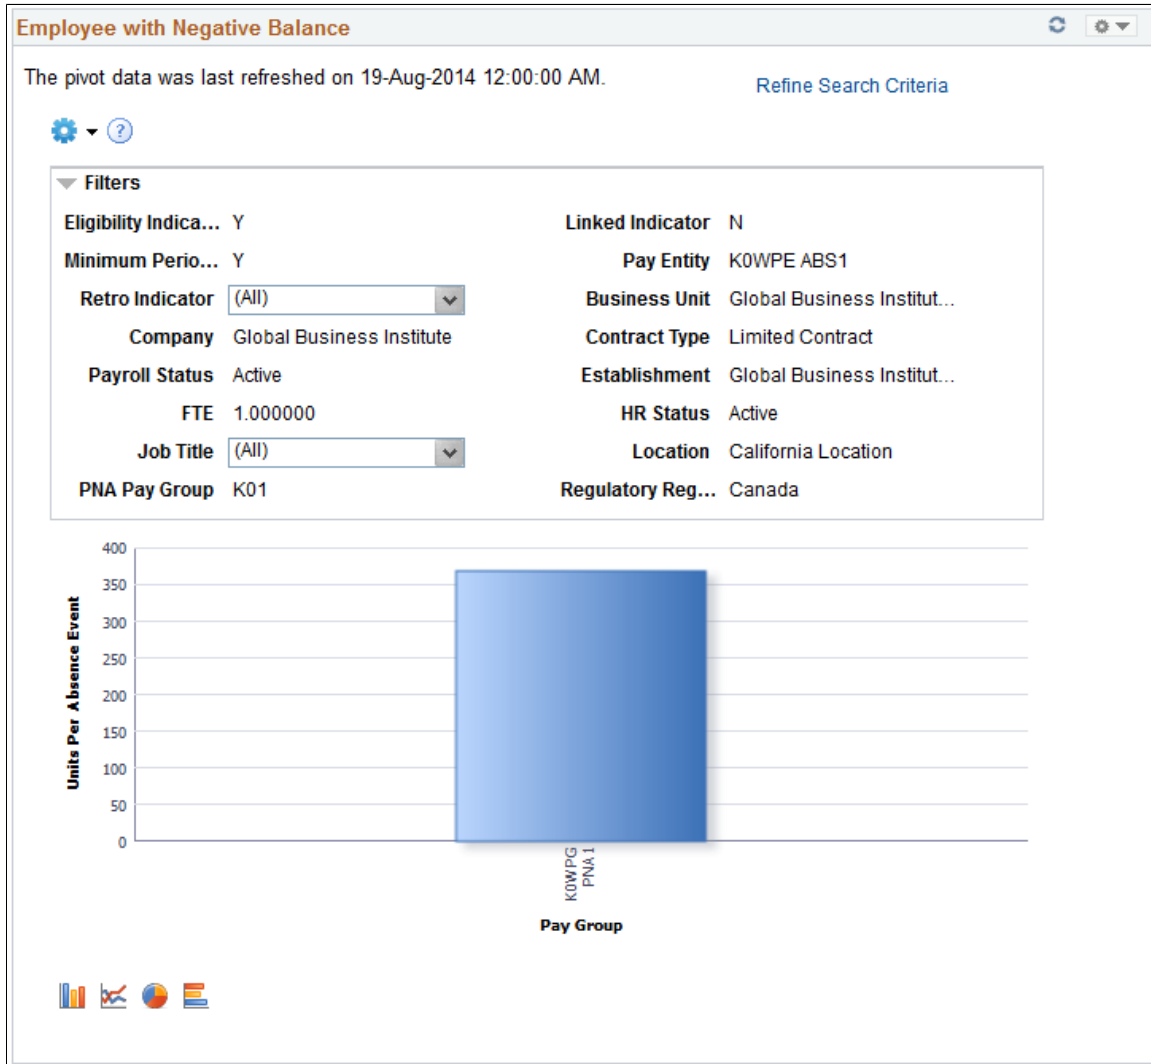 Employee with Negative Balance
The pivot data was last refreshed on 19-Aug-2014 12:00:00 AM.
Refine Search Criteria
?
Filters
Eligibility Indica... Y Linked Indicator N
Minimum Perio... Y Pay Entity K0WPE ABS1
Retro Indicator (All) Business Unit Global Business Institut...
Company Global Business Institute Contract Type Limited Contract
Payroll Status Active Establishment Global Business Institut...
FTE 1.000000 HR Status Active
Job Title (All) Location California Location
PNA Pay Group K01 Regulatory Reg... Canada
Units Per Absence Event
400
350
300
250
200
150
100
50
0
K0WPG
PNA1
Pay Group